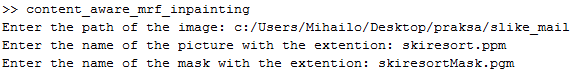 >> content_aware_mrf_inpainting
Enter the path of the image: c:/Users/Mihailo/Desktop/praksa/slike_mail
Enter the name of the picture with the extention: skiresort.ppm
Enter the name of the mask with the extention: skiresortMask.pgm